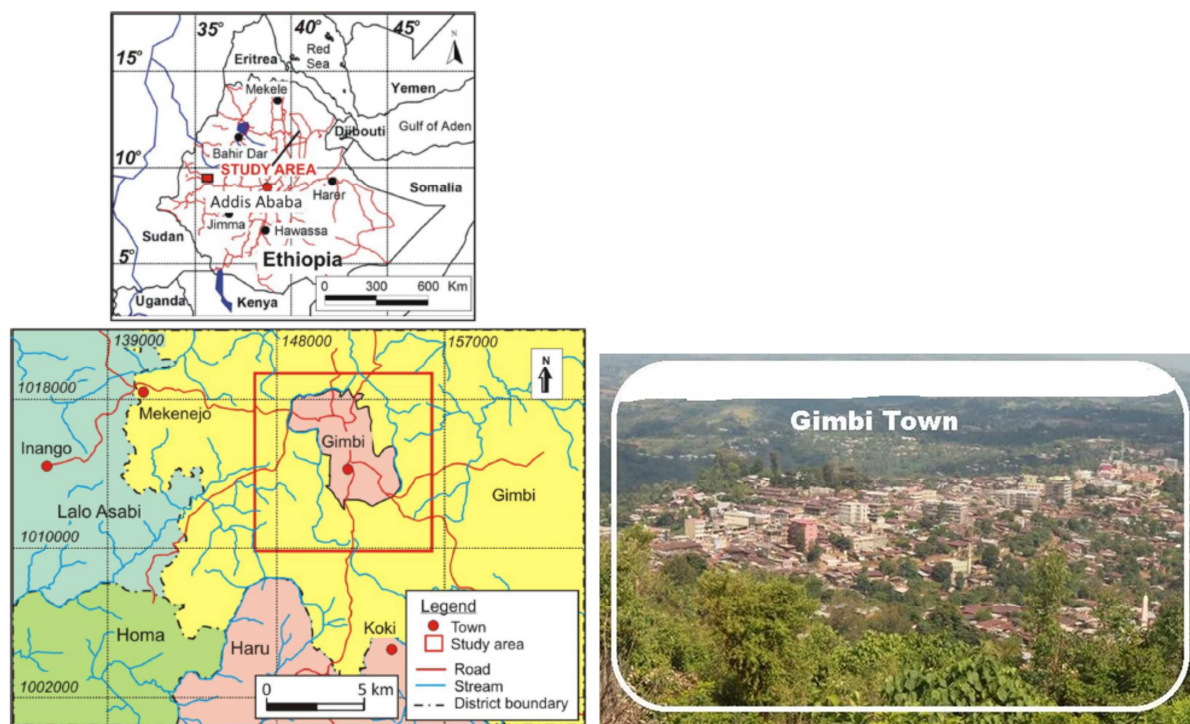 35° 40° 45°
15°
Eritrea
Red
Sea
N
Mekele
Yemen
Djibouti
Gulf of Aden
Bahir Dar
10°
STUDY AREA
Somalia
Harer
Addis Ababa
Jimma
Sudan
Hawassa
5°
Ethiopia
0 300 600 Km
Uganda
Kenya
139000 148000 157000
N
1018000
Mekenejo
Inango
Gimbi
Gimbi
Lalo Asabi
1010000
Homa
Haru
Koki
1002000
0 5 km
Legend
Town
Study area
Road
Stream
District boundary
Gimbi Town